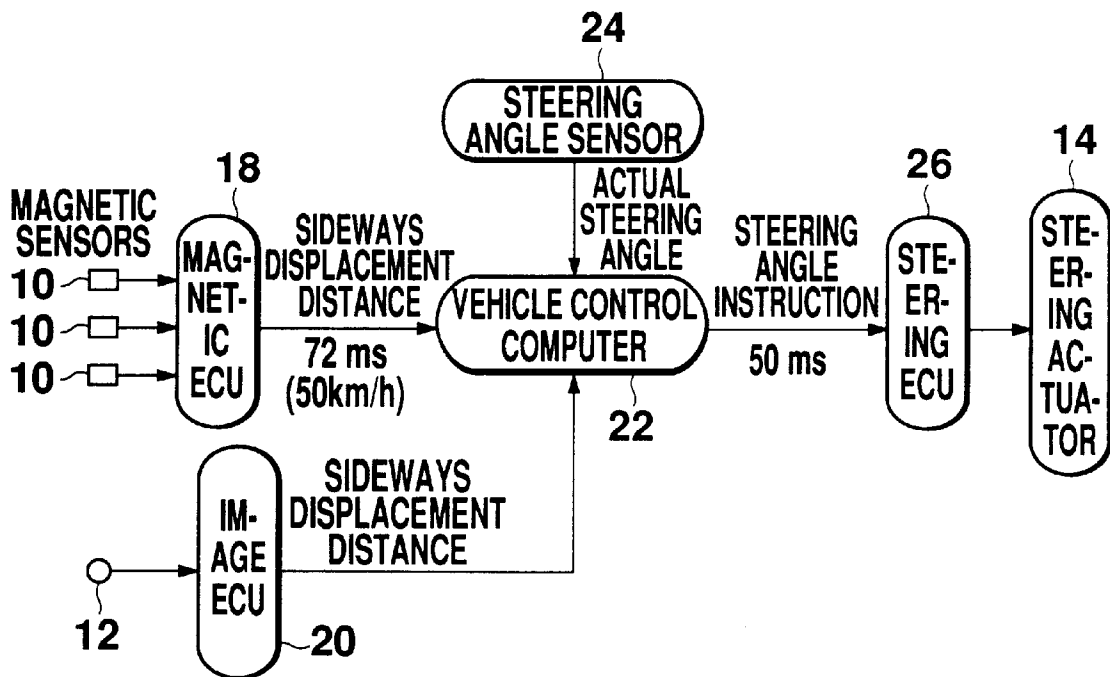 24
STEERING
ANGLE SENSOR
18
MAGNETIC
SENSORS
10
10
10
MAG-
NET-
IC
ECU
SIDEWAYS
DISPLACEMENT
DISTANCE
72 ms
(50km/h)
ACTUAL
STEERING
ANGLE
VEHICLE CONTROL
COMPUTER
22
STEERING
ANGLE
INSTRUCTION
50 ms
26
STE-
ER-
ING
ECU
14
STE-
ER-
ING
AC-
TUA-
TOR
12
IM-
AGE
ECU
20
SIDEWAYS
DISPLACEMENT
DISTANCE